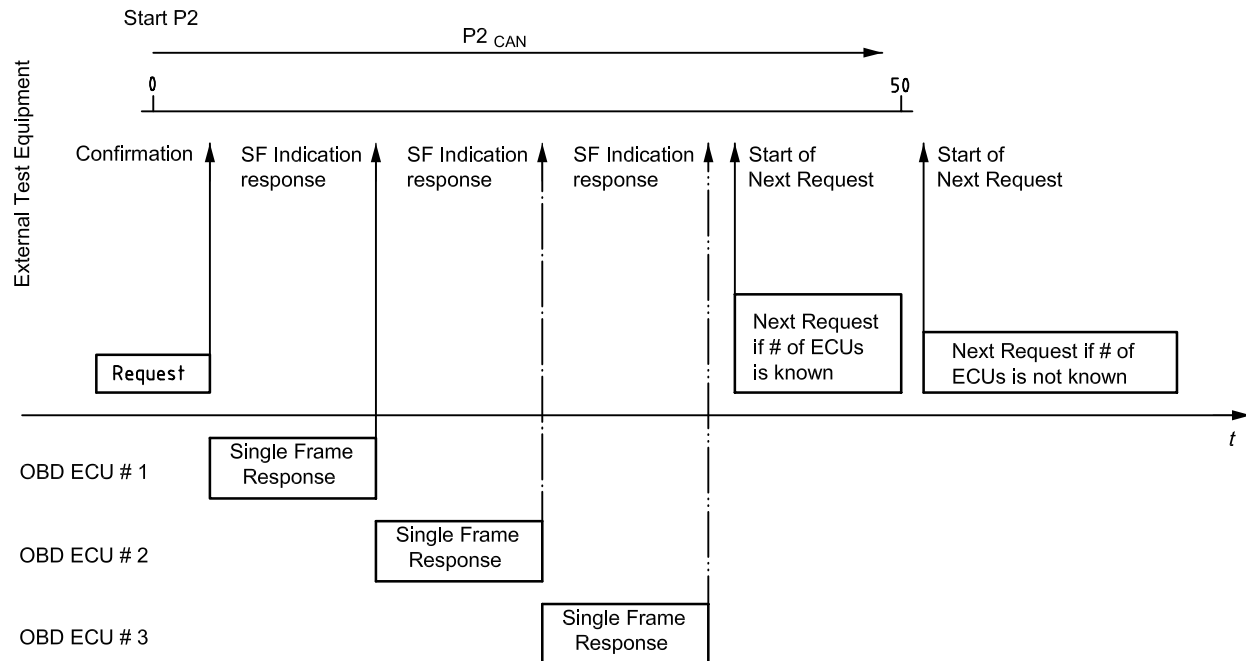 Start P2
P2 CAN
0
50
External Test Equipment
Confirmation
SF Indication
response
SF Indication
response
SF Indication
response
Start of
Next Request
Start of
Next Request
Request
Next Request
if # of ECUs
is known
Next Request if # of
ECUs is not known
t
OBD ECU # 1
Single Frame
Response
OBD ECU # 2
Single Frame
Response
OBD ECU # 3
Single Frame
Response